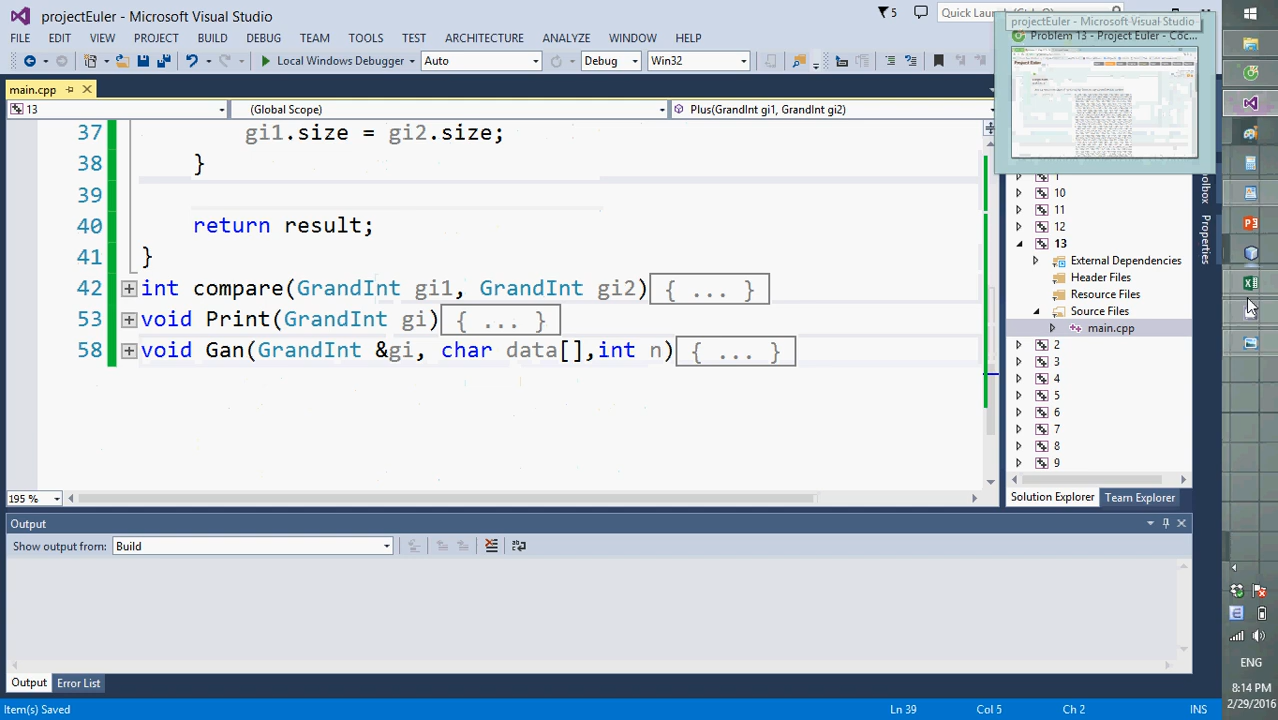 projectEuler - Microsoft Visual Studio
5
FILE EDIT VIEW PROJECT BUILD DEBUG TEAM TOOLS TEST ARCHITECTURE ANALYZE WINDOW HELP
Local Windows Debugger Auto Debug Win32
main.cpp
13 (Global Scope) Plus(GrandInt gi1, GrandInt gi2)
37 gi1.size = gi2.size;
38 }
39
40 return result;
41 }
42 int compare(GrandInt gi1, GrandInt gi2){ ... }
53 void Print(GrandInt gi){ ... }
58 void Gan(GrandInt &gi, char data[],int n){ ... }
195 %
projectEuler - Microsoft Visual Studio
Problem 13 - Project Euler - Coc...
1
10
11
12
13
External Dependencies
Header Files
Resource Files
Source Files
main.cpp
2
3
4
5
6
7
8
9
Solution Explorer Team Explorer
Properties
Output
Show output from: Build
Output Error List
Item(s) Saved Ln 39 Col 5 Ch 2 INS
ENG
8:14 PM
2/29/2016